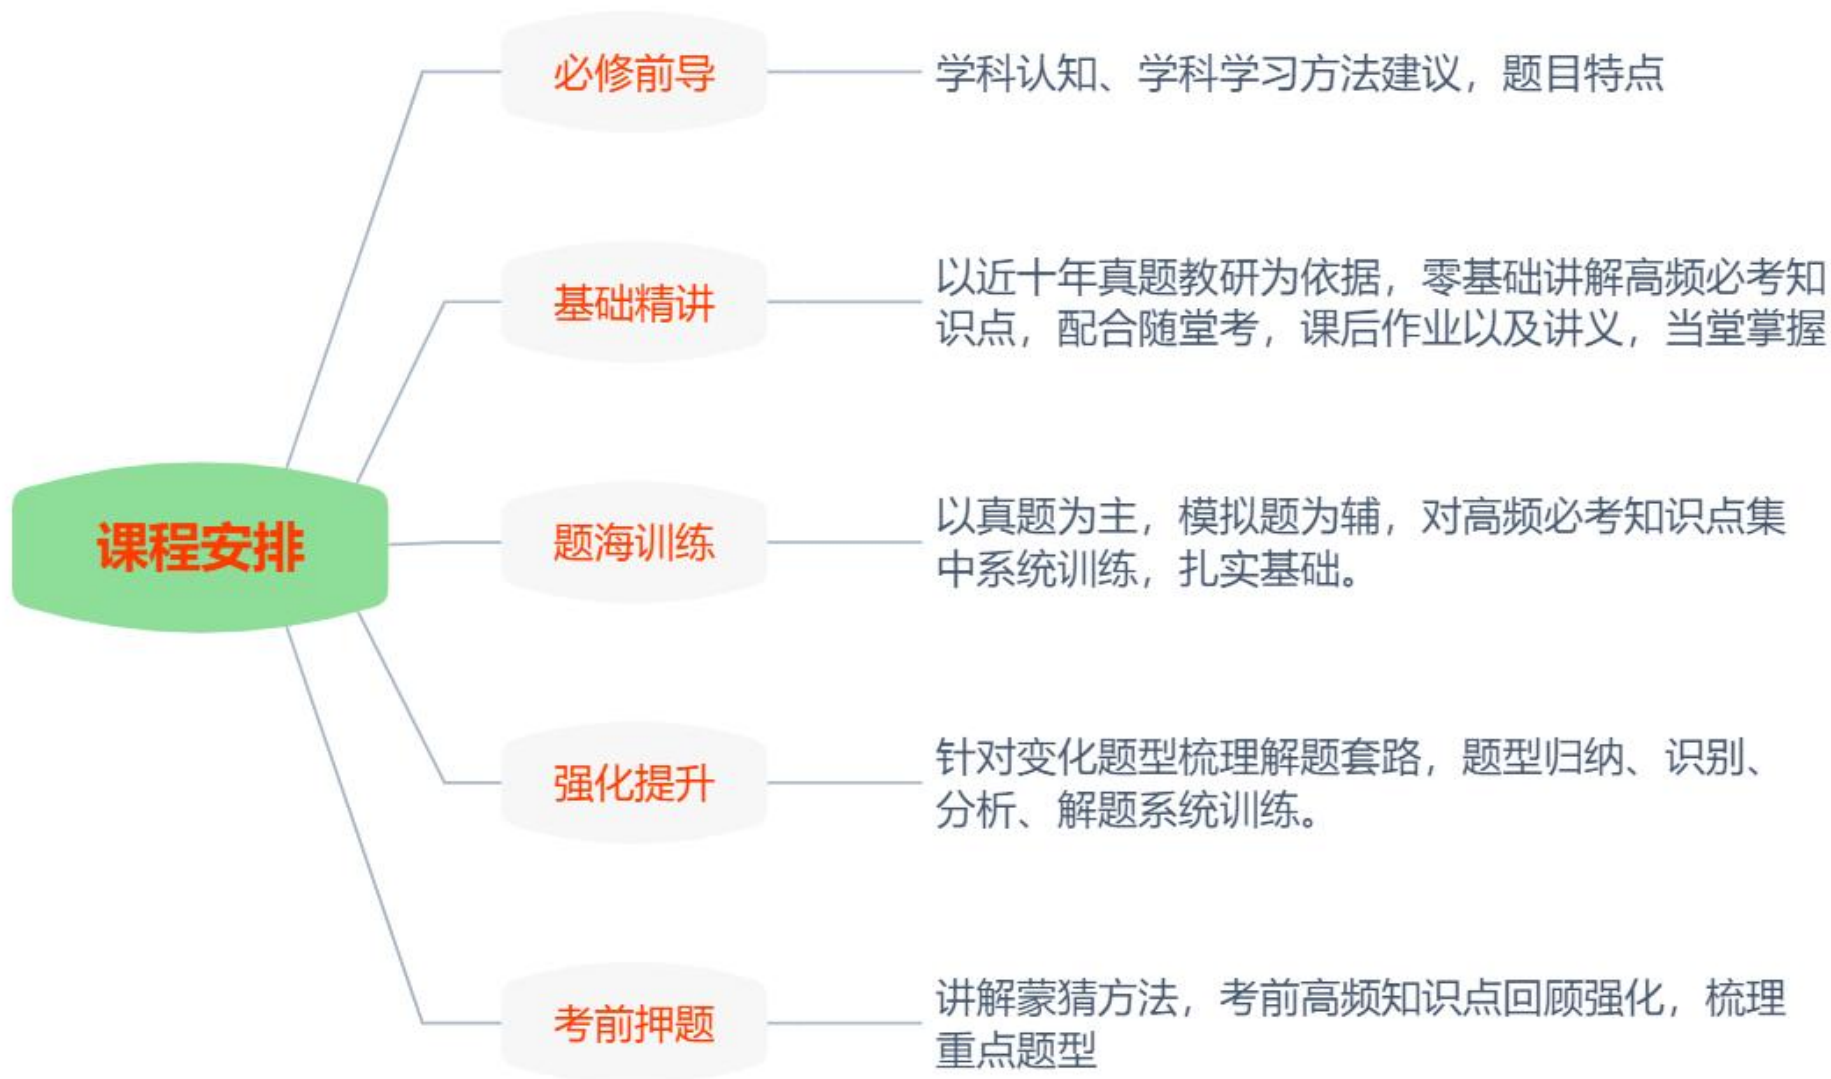 课程安排
必修前导
学科认知、学科学习方法建议，题目特点
基础精讲
以近十年真题教研为依据，零基础讲解高频必考知
识点，配合随堂考，课后作业以及讲义，当堂掌握
题海训练
以真题为主，模拟题为辅，对高频必考知识点集
中系统训练，扎实基础。
强化提升
针对变化题型梳理解题套路，题型归纳、识别、
分析、解题系统训练。
考前押题
讲解蒙猜方法，考前高频知识点回顾强化，梳理
重点题型